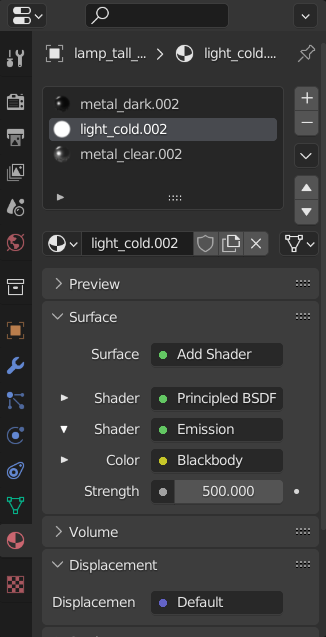 lamp_tall_... light_cold....
metal_dark.002
light_cold.002
metal_clear.002
light_cold.002
Preview
Surface
Surface Add Shader
Shader Principled BSDF
Shader Emission
Color Blackbody
Strength 500.000
Volume
Displacement
Displacemen Default